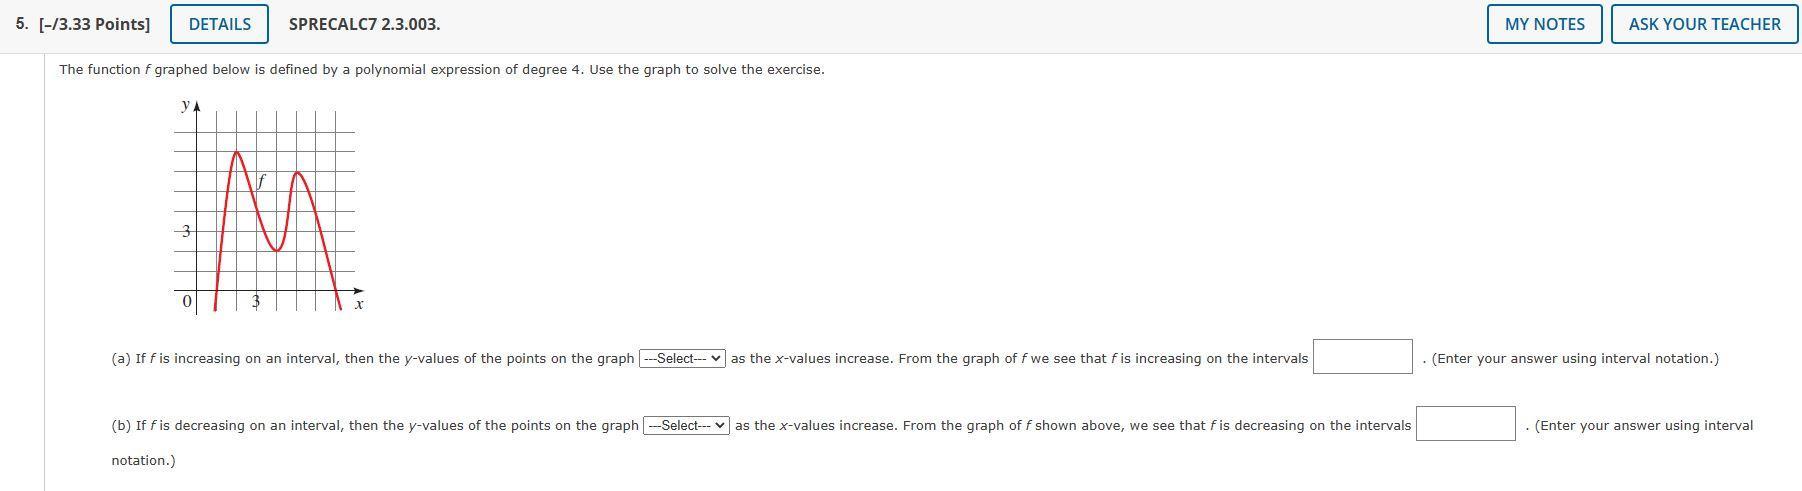 5. [-/3.33 Points] DETAILS SPRECALC7 2.3.003. MY NOTES ASK YOUR TEACHER
The function f graphed below is defined by a polynomial expression of degree 4. Use the graph to solve the exercise.
y
f
3
0 3 x
(a) If f is increasing on an interval, then the y-values of the points on the graph ---Select--- as the x-values increase. From the graph of f we see that f is increasing on the intervals . (Enter your answer using interval notation.)
(b) If f is decreasing on an interval, then the y-values of the points on the graph ---Select--- as the x-values increase. From the graph of f shown above, we see that f is decreasing on the intervals . (Enter your answer using interval
notation.)